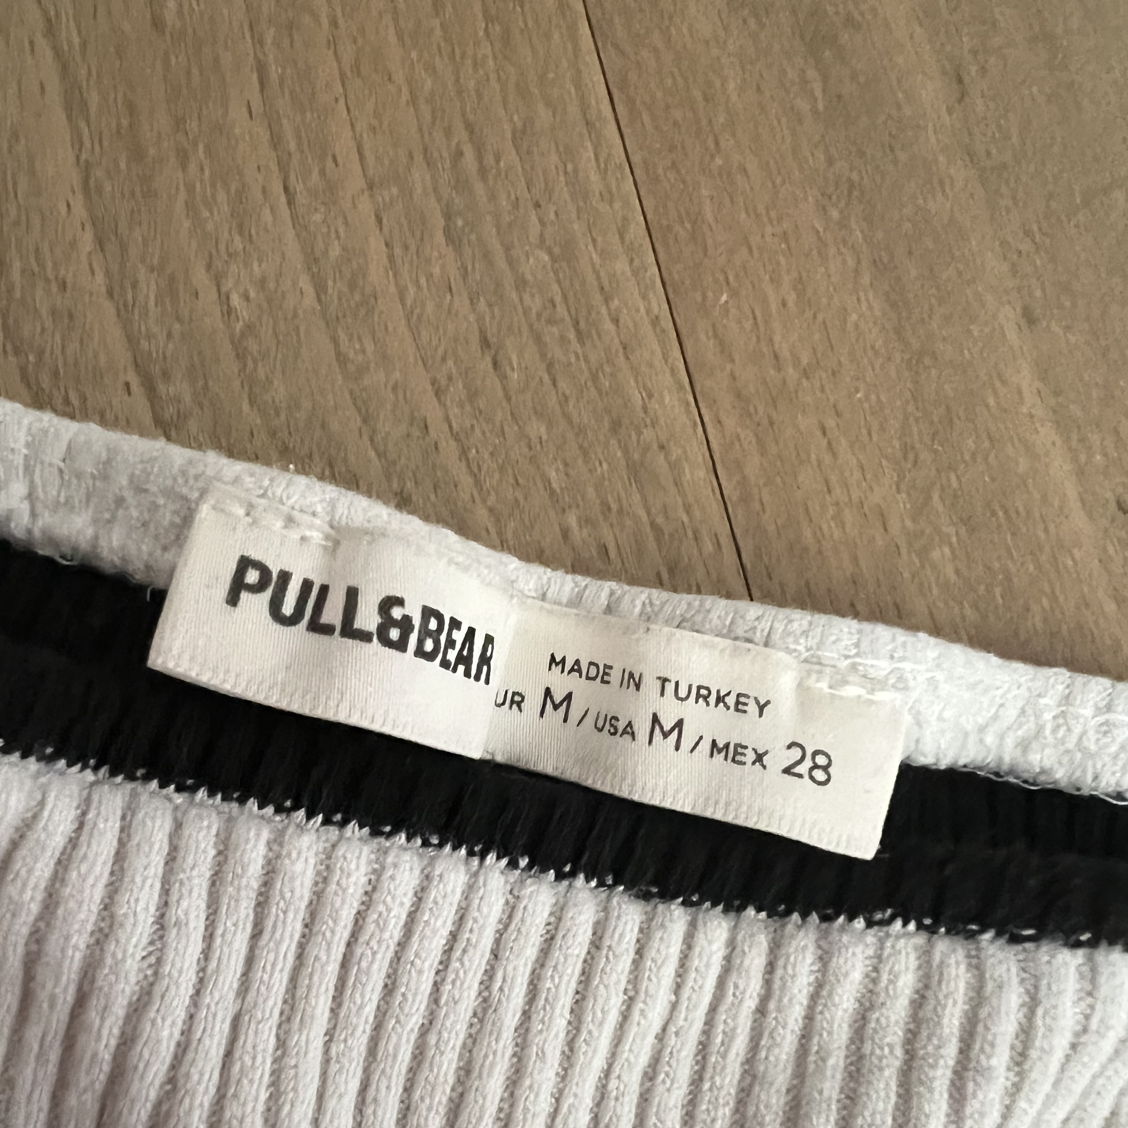 PULL&BEAR
MADE IN TURKEY
UR M / USA M / MEX 28